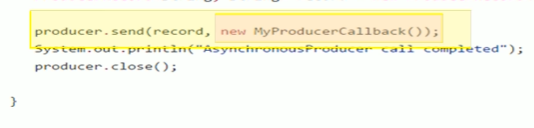 producer.send(record, new MyProducerCallback());
System.out.println("AsynchronousProducer call completed");
producer.close();
}